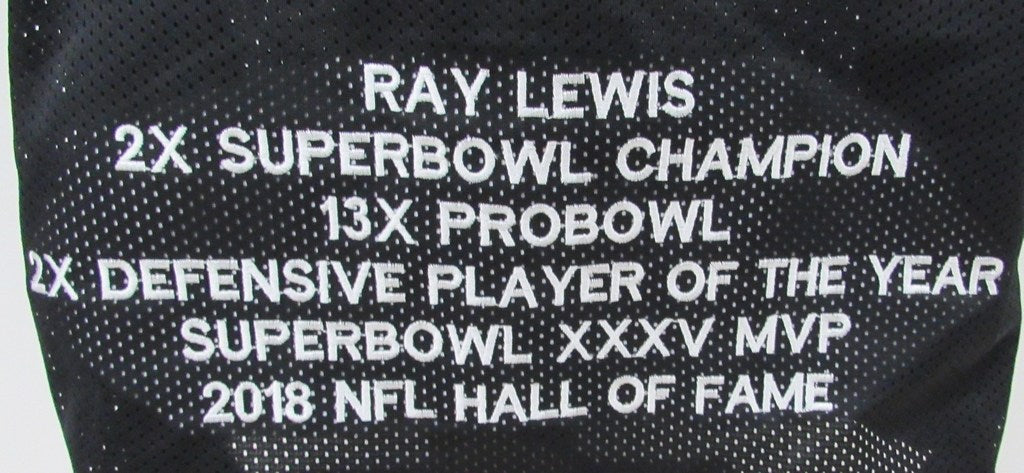 RAY LEWIS
2X SUPERBOWL CHAMPION
13X PROBOWL
2X DEFENSIVE PLAYER OF THE YEAR
SUPERBOWL XXXV MVP
2018 NFL HALL OF FAME